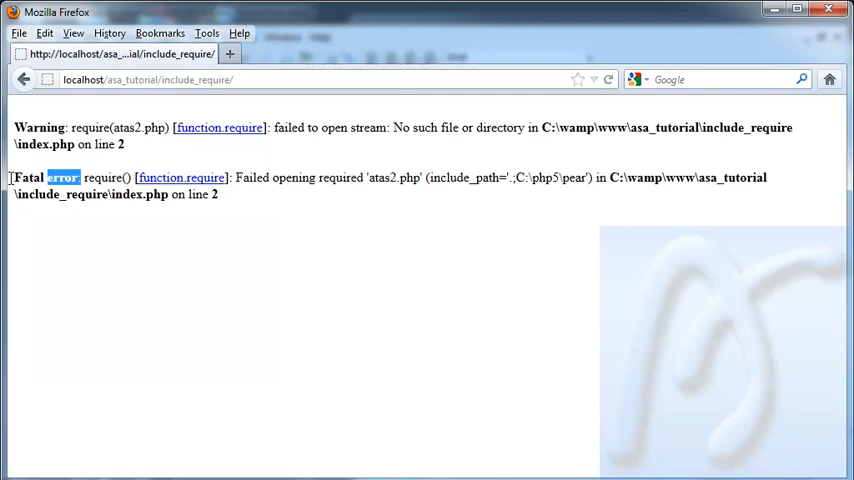 Mozilla Firefox
File Edit View History Bookmarks Tools Help
http://localhost/asa_...ial/include_require/
localhost/asa_tutorial/include_require/
Google
Warning: require(atas2.php) [function.require]: failed to open stream: No such file or directory in C:\wamp\www\asa_tutorial\include_require
\index.php on line 2
Fatal error: require() [function.require]: Failed opening required 'atas2.php' (include_path='.;C:\php5\pear') in C:\wamp\www\asa_tutorial
\include_require\index.php on line 2